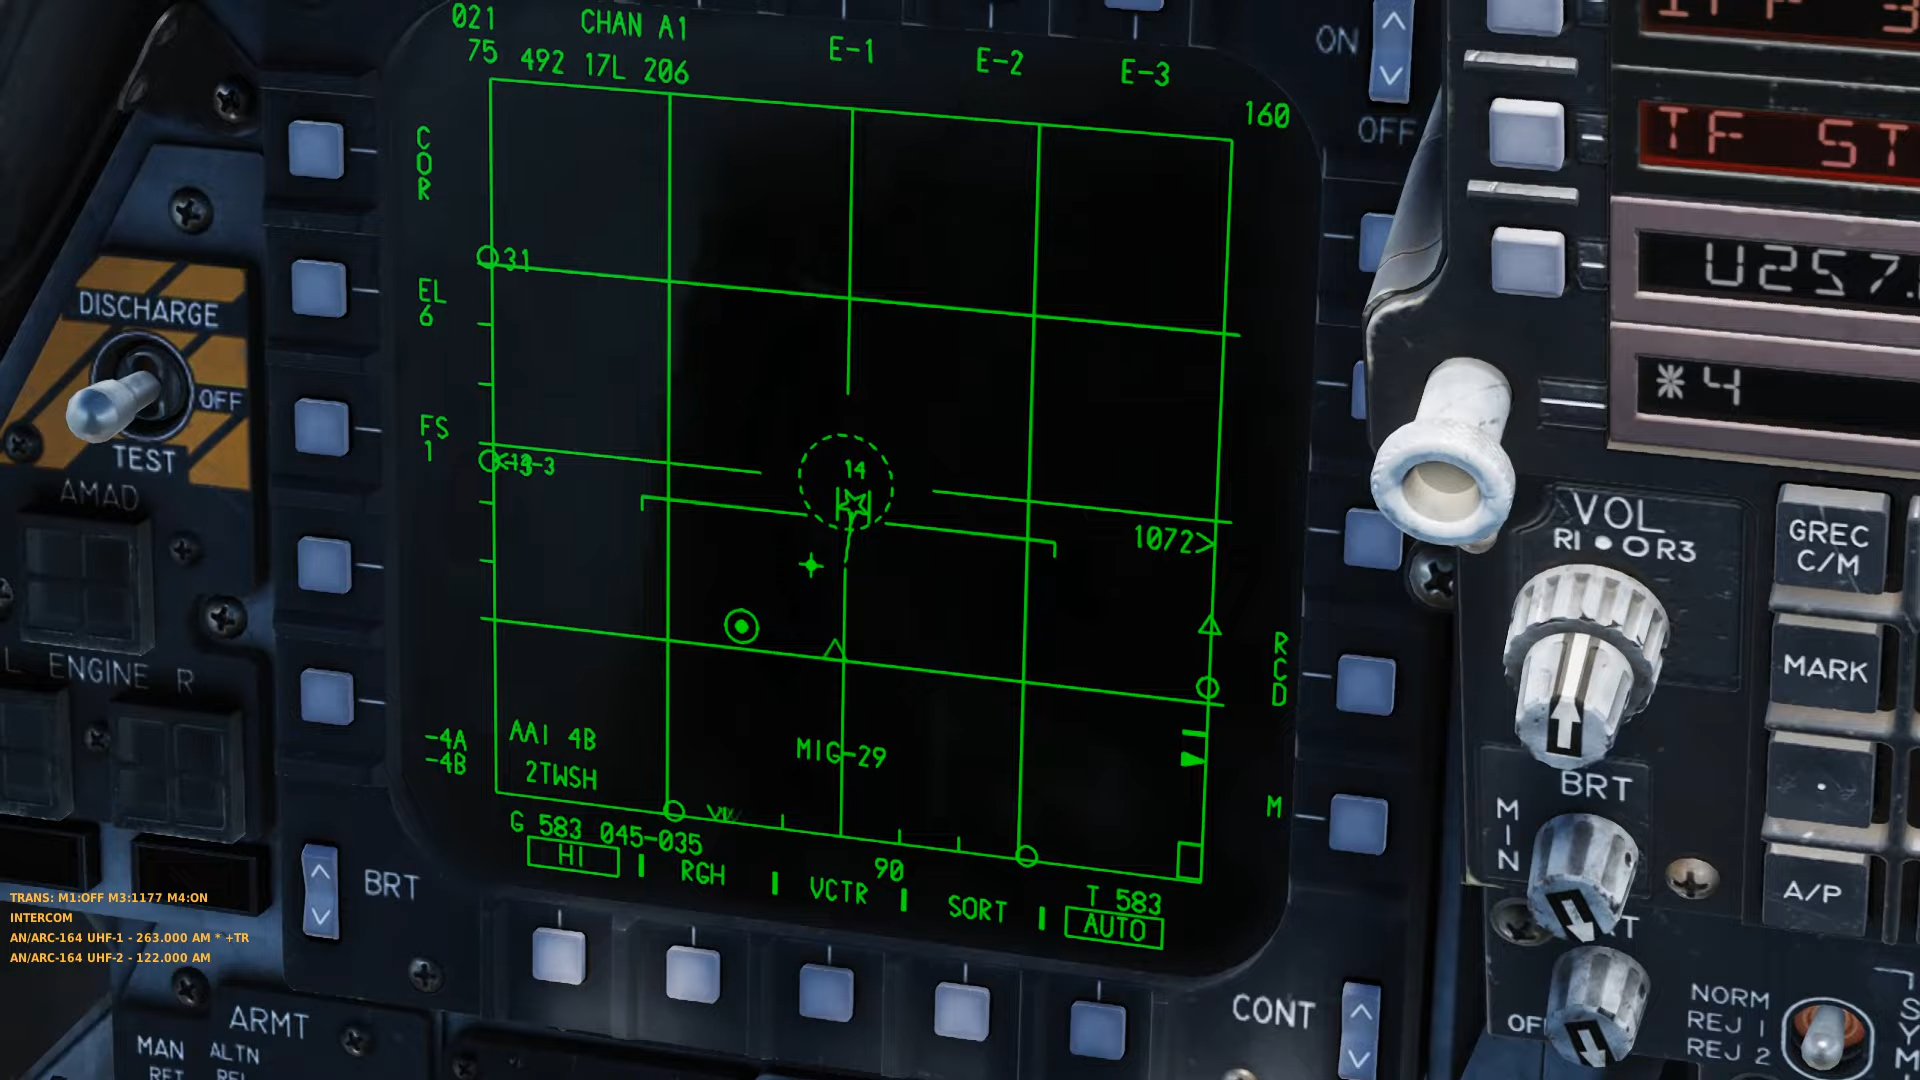 021
CHAN A1
75 492 17L 206
E-1
E-2
E-3
160
COR
31
EL
6
FS
1
14
1072>
RCD
M
-4A
-4B
AAI 4B
2TWSH
MIG-29
G 583 045-035
90
T 583
HI
RGH
VCTR
SORT
AUTO
ON
OFF
DISCHARGE
OFF
TEST
AMAD
L ENGINE R
BRT
TRANS: M1:OFF M3:1177 M4:ON
INTERCOM
AN/ARC-164 UHF-1 - 263.000 AM * +TR
AN/ARC-164 UHF-2 - 122.000 AM
ARMT
MAN
ALTN
CONT
TF ST
U257.
*4
VOL
R1 • O R3
GREC
C/M
MARK
.
A/P
BRT
MIN
NORM
REJ 1
REJ 2